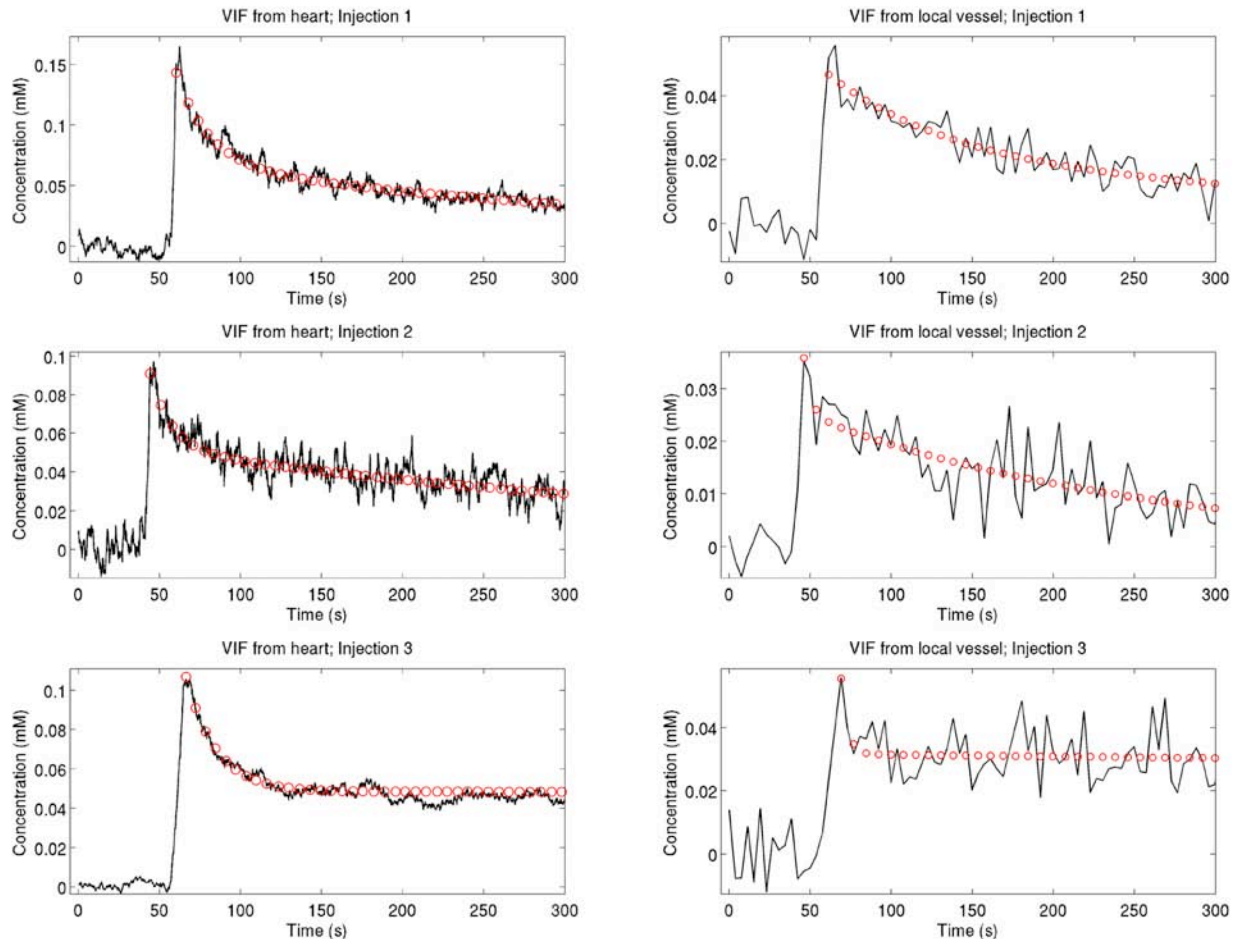 VIF from heart; Injection 1
Concentration (mM)
0.15
0.1
0.05
0
0 50 100 150 200 250 300
Time (s)
VIF from local vessel; Injection 1
Concentration (mM)
0.04
0.02
0
0 50 100 150 200 250 300
Time (s)
VIF from heart; Injection 2
Concentration (mM)
0.1
0.08
0.06
0.04
0.02
0
0 50 100 150 200 250 300
Time (s)
VIF from local vessel; Injection 2
Concentration (mM)
0.03
0.02
0.01
0
0 50 100 150 200 250 300
Time (s)
VIF from heart; Injection 3
Concentration (mM)
0.1
0.08
0.06
0.04
0.02
0
0 50 100 150 200 250 300
Time (s)
VIF from local vessel; Injection 3
Concentration (mM)
0.04
0.02
0
0 50 100 150 200 250 300
Time (s)